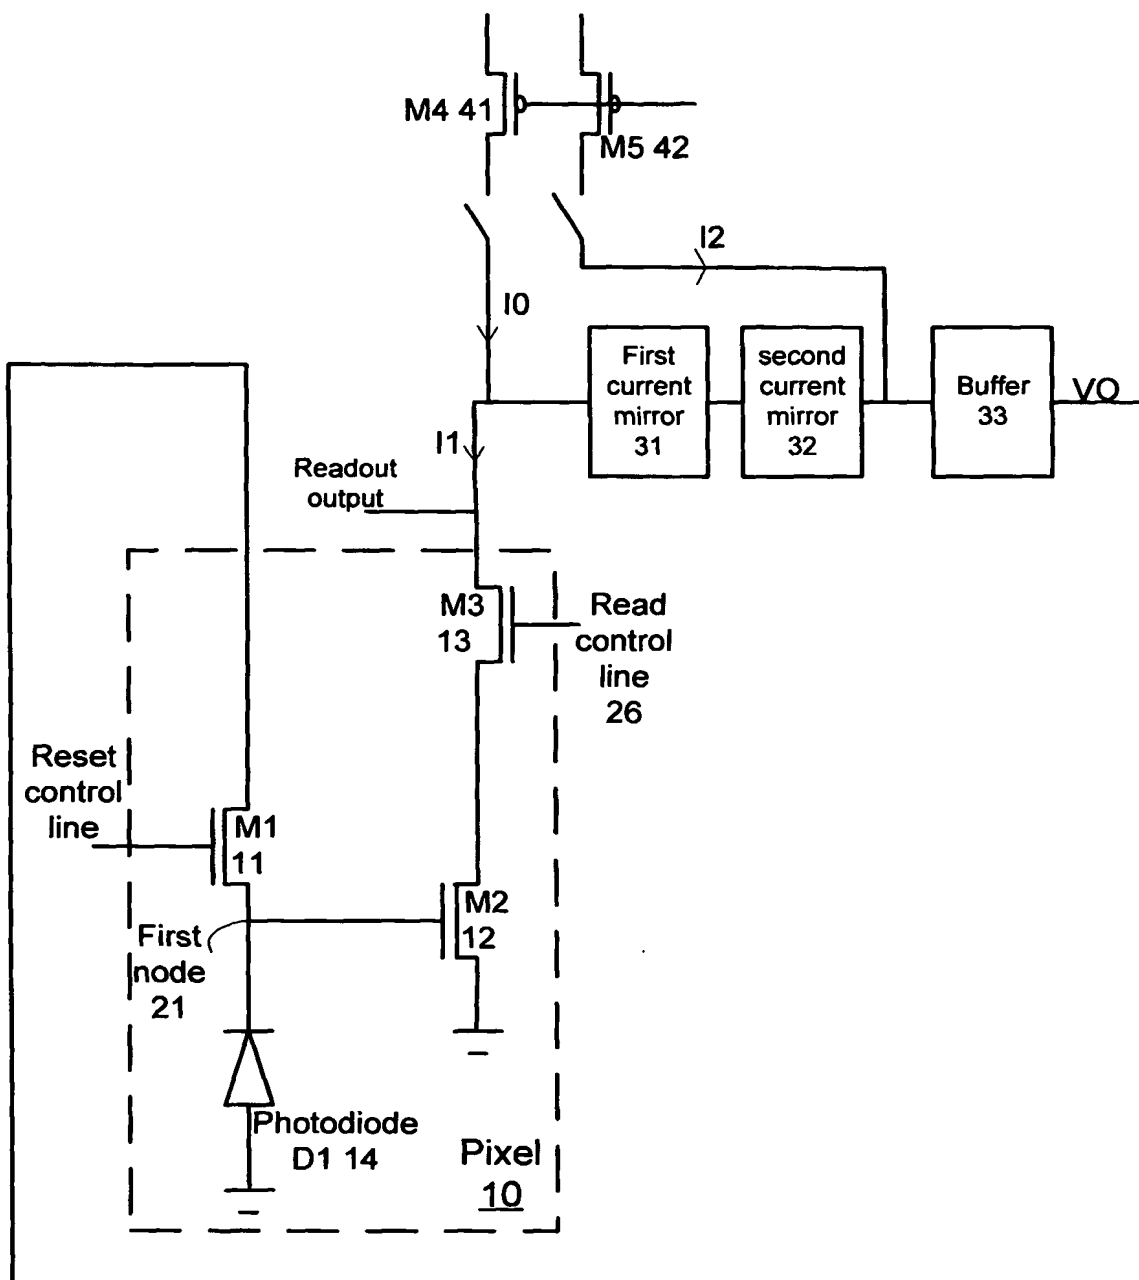 M4 41
M5 42
I2
I0
First
current
mirror
31
second
current
mirror
32
Buffer
33
VO
I1
Readout
output
M3
13
Read
control
line
26
Reset
control
line
M1
11
M2
12
First
node
21
Photodiode
D1 14
Pixel
10